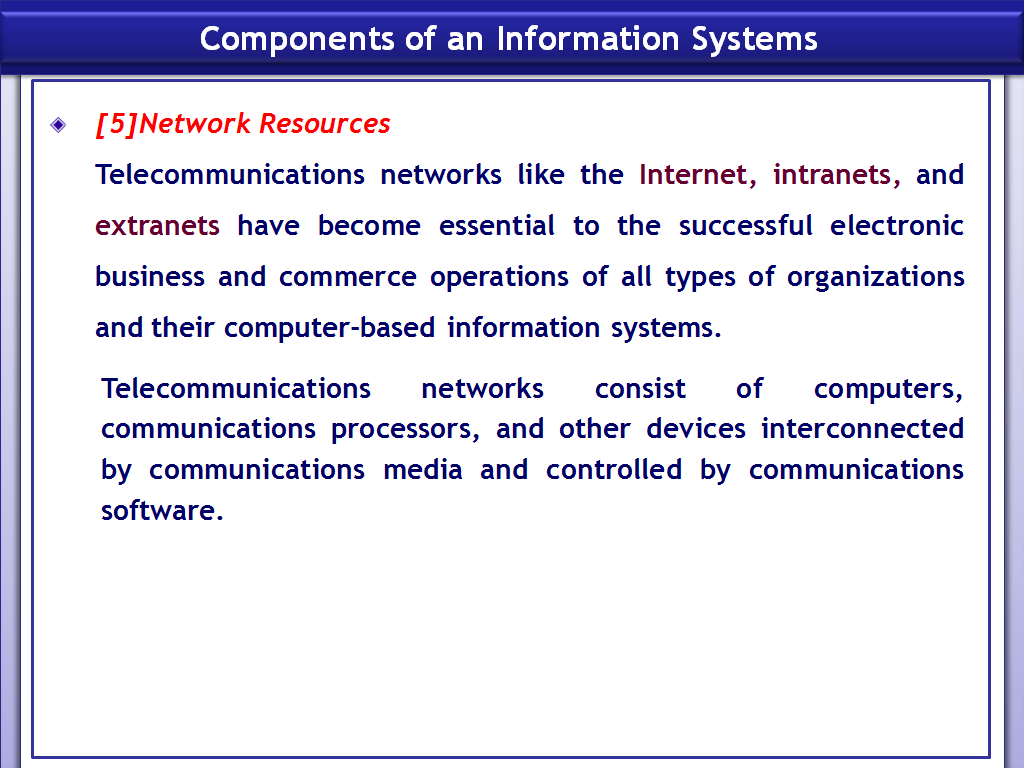 Components of an Information Systems
[5]Network Resources
Telecommunications networks like the Internet, intranets, and
extranets have become essential to the successful electronic
business and commerce operations of all types of organizations
and their computer-based information systems.
Telecommunications networks consist of computers,
communications processors, and other devices interconnected
by communications media and controlled by communications
software.